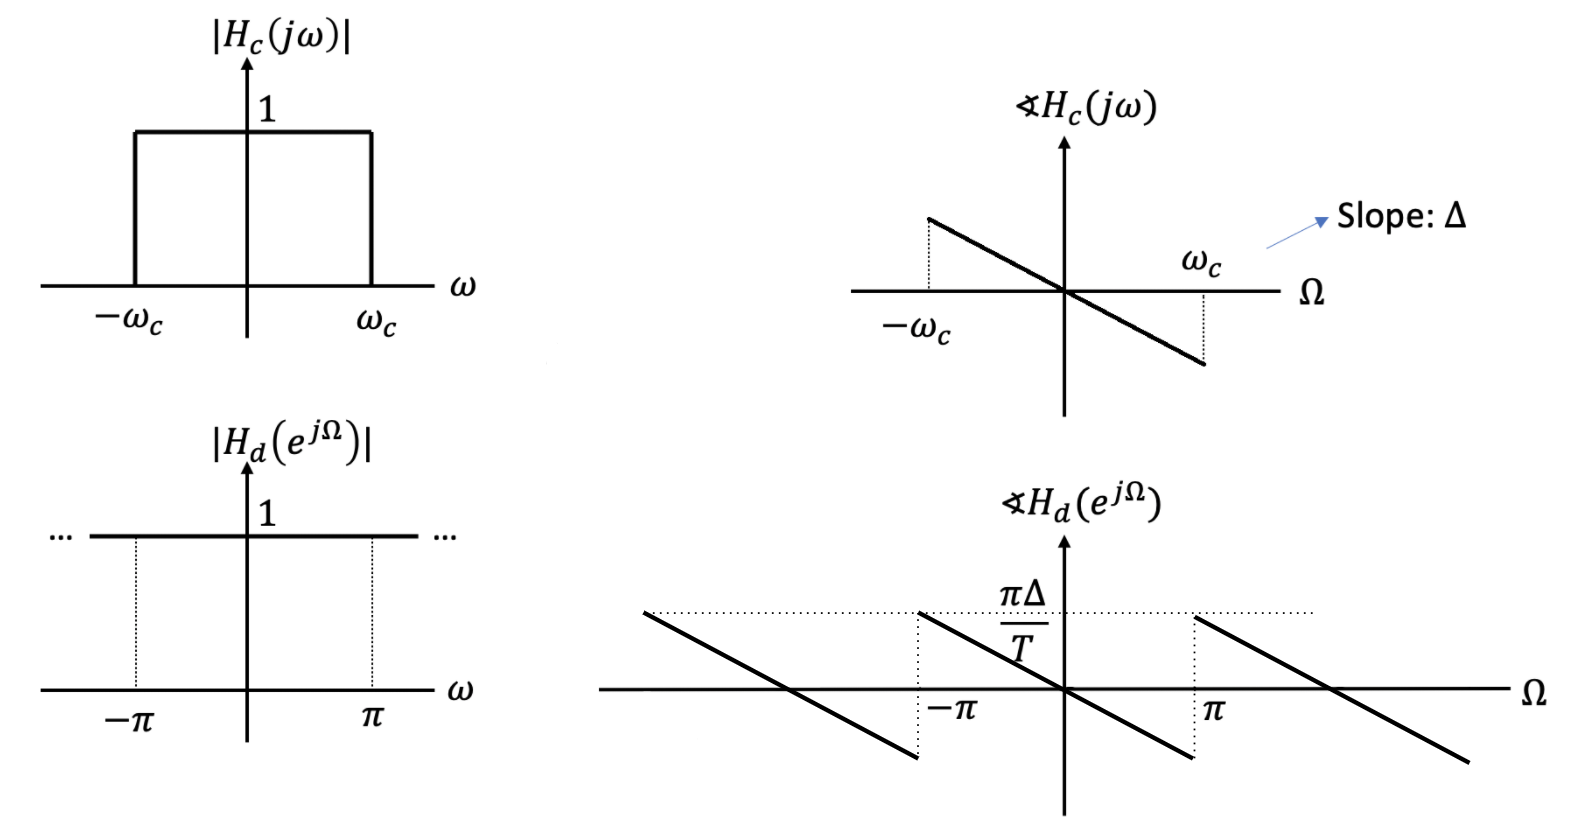 |H_c(jω)|
1
ω
−ω_c
ω_c
∢H_c(jω)
Slope: Δ
ω_c
Ω
−ω_c
|H_d(e^{jΩ})|
1
... ...
ω
−π
π
∢H_d(e^{jΩ})
πΔ
T
−π
π
Ω